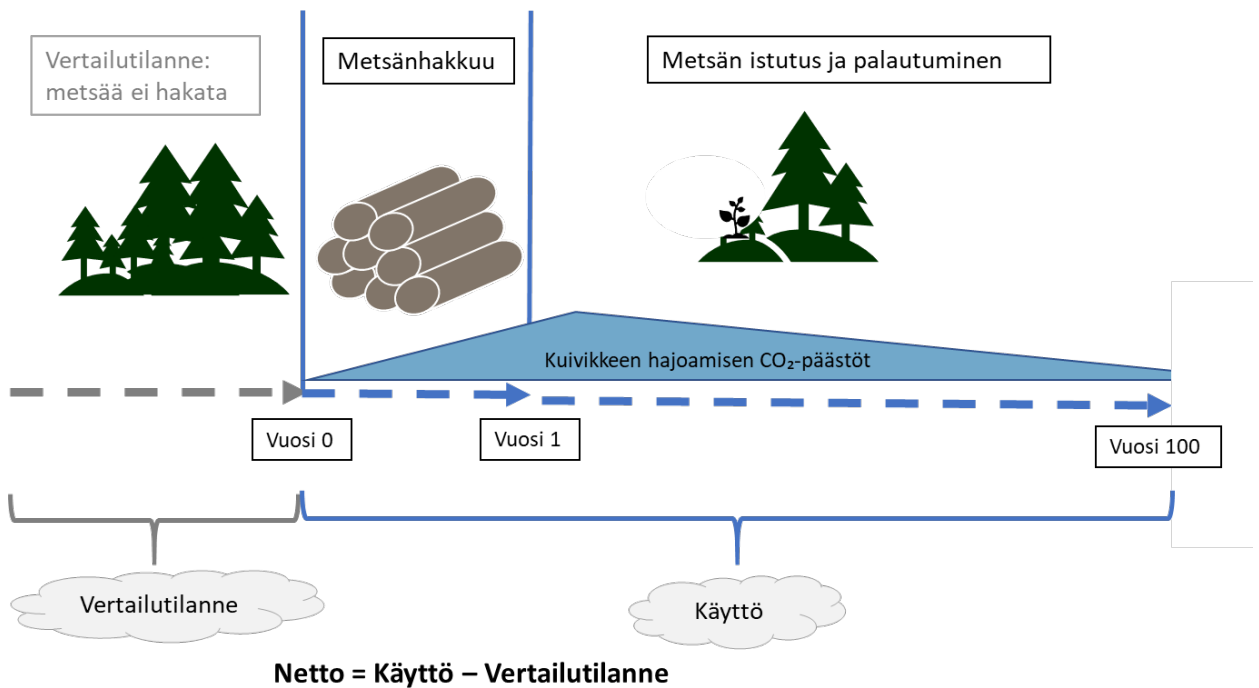 Vertailutilanne:
metsää ei hakata
Metsänhakkuu
Metsän istutus ja palautuminen
Kuivikkeen hajoamisen CO₂-päästöt
Vuosi 0
Vuosi 1
Vuosi 100
Vertailutilanne
Käyttö
Netto = Käyttö – Vertailutilanne